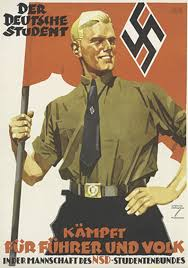 DER
DEUTSCHE
STUDENT
KÄMPFT
FÜR FÜHRER UND VOLK
IN DER MANNSCHAFT DES NSD-STUDENTENBUNDES